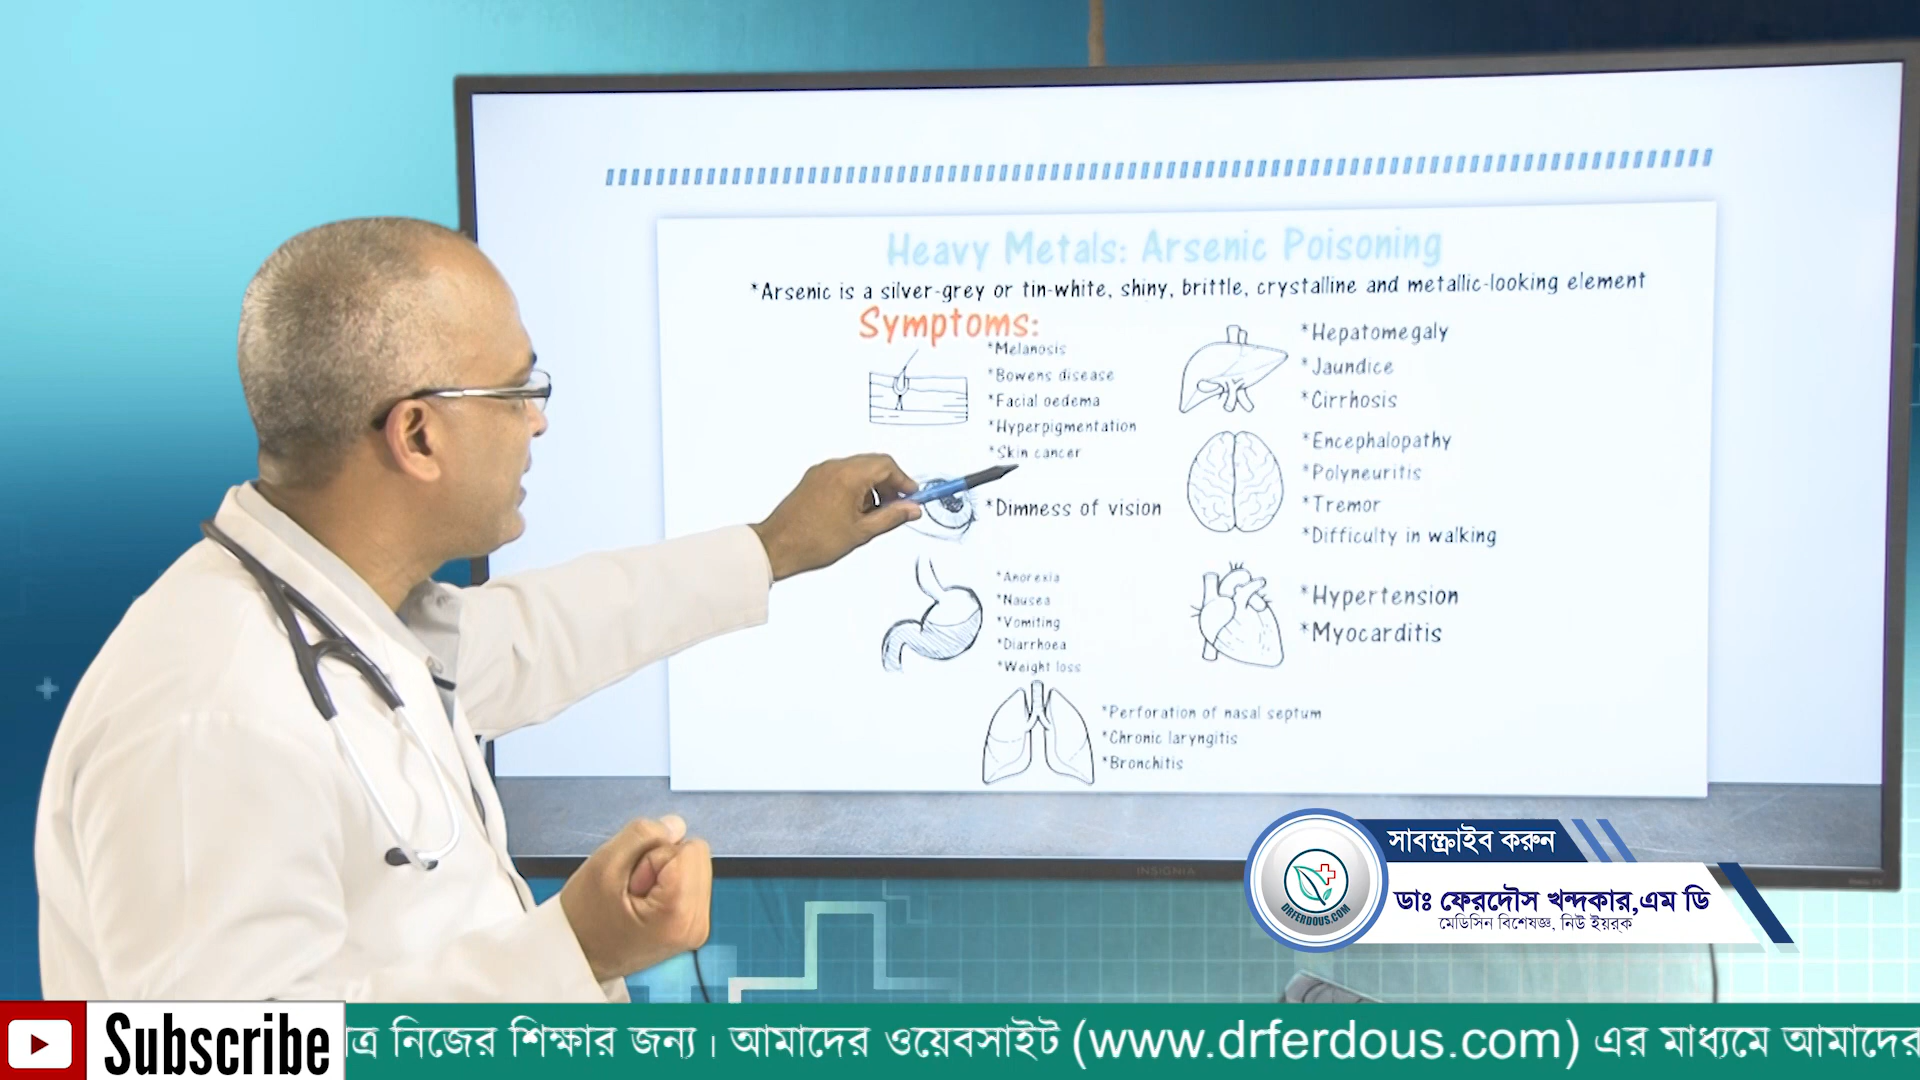 Heavy Metals: Arsenic Poisoning
*Arsenic is a silver-grey or tin-white, shiny, brittle, crystalline and metallic-looking element
Symptoms:
*Melanosis
*Bowens disease
*Facial oedema
*Hyperpigmentation
*Skin cancer
*Dimness of vision
*Anorexia
*Nausea
*Vomiting
*Diarrhoea
*Weight loss
*Hepatomegaly
*Jaundice
*Cirrhosis
*Encephalopathy
*Polyneuritis
*Tremor
*Difficulty in walking
*Hypertension
*Myocarditis
*Perforation of nasal septum
*Chronic laryngitis
*Bronchitis
INSIGNIA
DRFERDOUS.COM
সাবস্ক্রাইব করুন
ডাঃ ফেরদৌস খন্দকার,এম ডি
মেডিসিন বিশেষজ্ঞ, নিউ ইয়র্ক
Subscribe
ত্র নিজের শিক্ষার জন্য। আমাদের ওয়েবসাইট (www.drferdous.com) এর মাধ্যমে আমাদের